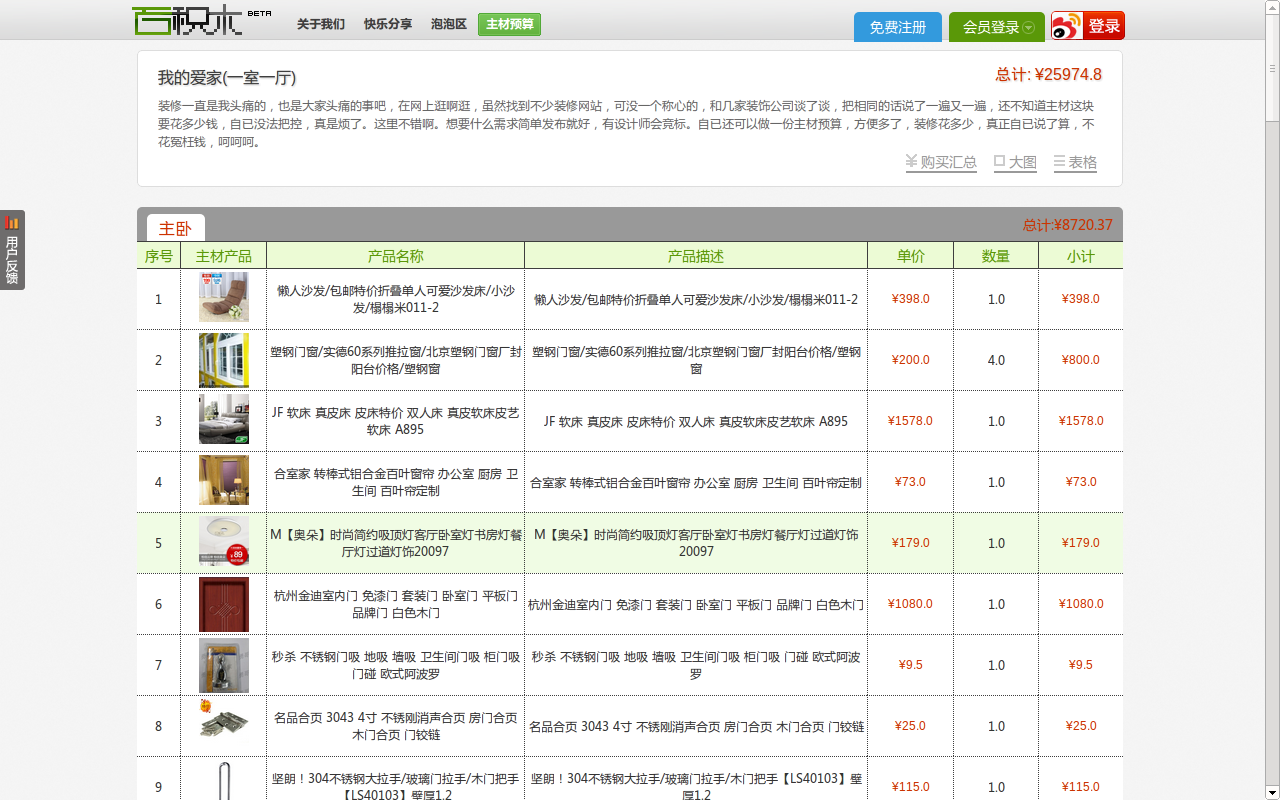 百积木 BETA
关于我们 快乐分享 泡泡区 主材预算
免费注册 会员登录 登录
我的爱家(一室一厅)
总计: ¥25974.8
装修一直是我头痛的，也是大家头痛的事吧，在网上逛啊逛，虽然找到不少装修网站，可没一个称心的，和几家装饰公司谈了谈，把相同的话说了一遍又一遍，还不知道主材这块
要花多少钱，自已没法把控，真是烦了。这里不错啊。想要什么需求简单发布就好，有设计师会竞标。自已还可以做一份主材预算，方便多了，装修花多少，真正自已说了算，不
花冤枉钱，呵呵呵。
购买汇总 大图 表格
用户反馈
主卧
总计:¥8720.37
序号 主材产品 产品名称 产品描述 单价 数量 小计
1 懒人沙发/包邮特价折叠单人可爱沙发床/小沙 懒人沙发/包邮特价折叠单人可爱沙发床/小沙发/榻榻米011-2 ¥398.0 1.0 ¥398.0
发/榻榻米011-2
2 塑钢门窗/实德60系列推拉窗/北京塑钢门窗厂封 塑钢门窗/实德60系列推拉窗/北京塑钢门窗厂封阳台价格/塑钢 ¥200.0 4.0 ¥800.0
阳台价格/塑钢窗 窗
3 JF 软床 真皮床 皮床特价 双人床 真皮软床皮艺 JF 软床 真皮床 皮床特价 双人床 真皮软床皮艺软床 A895 ¥1578.0 1.0 ¥1578.0
软床 A895
4 合室家 转棒式铝合金百叶窗帘 办公室 厨房 卫 合室家 转棒式铝合金百叶窗帘 办公室 厨房 卫生间 百叶帘定制 ¥73.0 1.0 ¥73.0
生间 百叶帘定制
5 M【奥朵】时尚简约吸顶灯客厅卧室灯书房灯餐 M【奥朵】时尚简约吸顶灯客厅卧室灯书房灯餐厅灯过道灯饰 ¥179.0 1.0 ¥179.0
厅灯过道灯饰20097 20097
6 杭州金迪室内门 免漆门 套装门 卧室门 平板门 杭州金迪室内门 免漆门 套装门 卧室门 平板门 品牌门 白色木门 ¥1080.0 1.0 ¥1080.0
品牌门 白色木门
7 秒杀 不锈钢门吸 地吸 墙吸 卫生间门吸 柜门吸 秒杀 不锈钢门吸 地吸 墙吸 卫生间门吸 柜门吸 门碰 欧式阿波 ¥9.5 1.0 ¥9.5
门碰 欧式阿波罗 罗
8 名品合页 3043 4寸 不锈刚消声合页 房门合页 名品合页 3043 4寸 不锈刚消声合页 房门合页 木门合页 门铰链 ¥25.0 1.0 ¥25.0
木门合页 门铰链
9 坚朗！304不锈钢大拉手/玻璃门拉手/木门把手 坚朗！304不锈钢大拉手/玻璃门拉手/木门把手【LS40103】壁 ¥115.0 1.0 ¥115.0
【LS40103】壁厚1.2 厚1.2